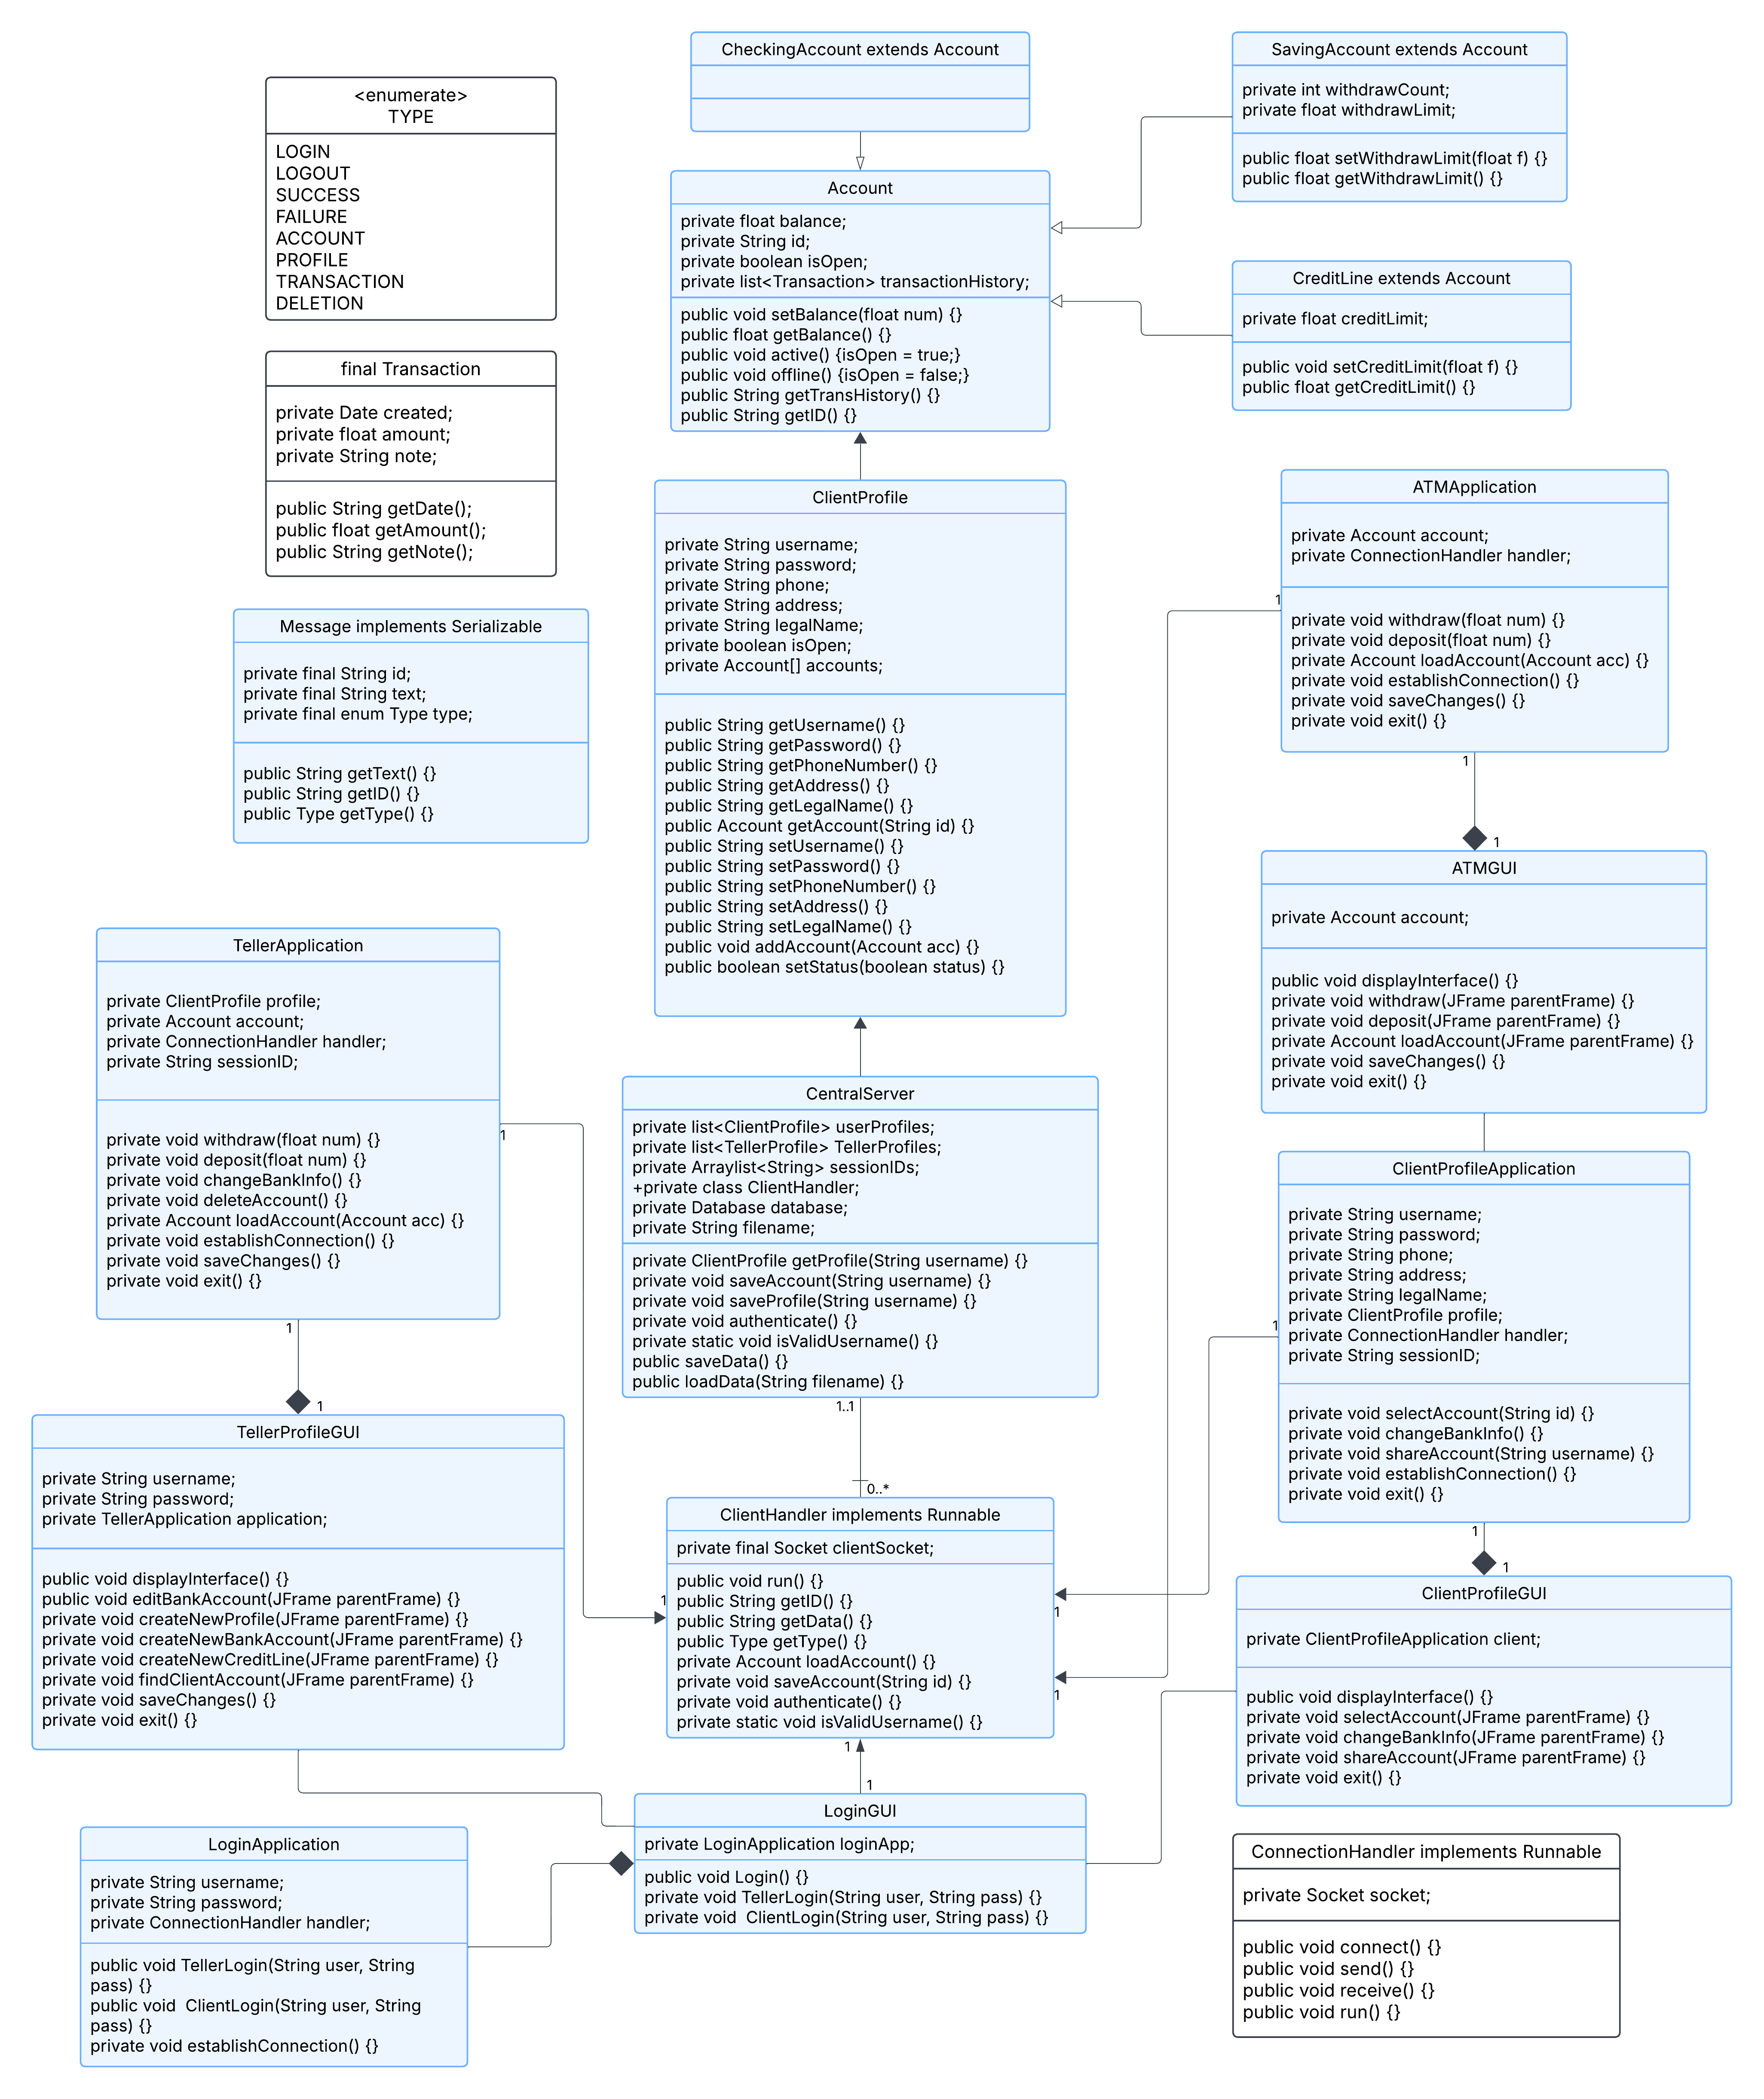 CheckingAccount extends Account
SavingAccount extends Account
private int withdrawCount;
private float withdrawLimit;
public float setWithdrawLimit(float f) {}
public float getWithdrawLimit() {}
<enumerate>
TYPE
LOGIN
LOGOUT
SUCCESS
FAILURE
ACCOUNT
PROFILE
TRANSACTION
DELETION
Account
private float balance;
private String id;
private boolean isOpen;
private list<Transaction> transactionHistory;
public void setBalance(float num) {}
public float getBalance() {}
public void active() {isOpen = true;}
public void offline() {isOpen = false;}
public String getTransHistory() {}
public String getID() {}
CreditLine extends Account
private float creditLimit;
public void setCreditLimit(float f) {}
public float getCreditLimit() {}
final Transaction
private Date created;
private float amount;
private String note;
public String getDate();
public float getAmount();
public String getNote();
ClientProfile
private String username;
private String password;
private String phone;
private String address;
private String legalName;
private boolean isOpen;
private Account[] accounts;
public String getUsername() {}
public String getPassword() {}
public String getPhoneNumber() {}
public String getAddress() {}
public String getLegalName() {}
public Account getAccount(String id) {}
public String setUsername() {}
public String setPassword() {}
public String setPhoneNumber() {}
public String setAddress() {}
public String setLegalName() {}
public void addAccount(Account acc) {}
public boolean setStatus(boolean status) {}
ATMApplication
private Account account;
private ConnectionHandler handler;
1
private void withdraw(float num) {}
private void deposit(float num) {}
private Account loadAccount(Account acc) {}
private void establishConnection() {}
private void saveChanges() {}
private void exit() {}
1
1
Message implements Serializable
private final String id;
private final String text;
private final enum Type type;
public String getText() {}
public String getID() {}
public Type getType() {}
ATMGUI
private Account account;
public void displayInterface() {}
private void withdraw(JFrame parentFrame) {}
private void deposit(JFrame parentFrame) {}
private Account loadAccount(JFrame parentFrame) {}
private void saveChanges() {}
private void exit() {}
TellerApplication
private ClientProfile profile;
private Account account;
private ConnectionHandler handler;
private String sessionID;
private void withdraw(float num) {}
private void deposit(float num) {}
private void changeBankInfo() {}
private void deleteAccount() {}
private Account loadAccount(Account acc) {}
private void establishConnection() {}
private void saveChanges() {}
private void exit() {}
1
1
1
CentralServer
private list<ClientProfile> userProfiles;
private list<TellerProfile> TellerProfiles;
private Arraylist<String> sessionIDs;
+private class ClientHandler;
private Database database;
private String filename;
private ClientProfile getProfile(String username) {}
private void saveAccount(String username) {}
private void saveProfile(String username) {}
private void authenticate() {}
private static void isValidUsername() {}
public saveData() {}
public loadData(String filename) {}
1..1
0..*
ClientProfileApplication
private String username;
private String password;
private String phone;
private String address;
private String legalName;
private ClientProfile profile;
private ConnectionHandler handler;
private String sessionID;
1
private void selectAccount(String id) {}
private void changeBankInfo() {}
private void shareAccount(String username) {}
private void establishConnection() {}
private void exit() {}
1
1
TellerProfileGUI
private String username;
private String password;
private TellerApplication application;
public void displayInterface() {}
public void editBankAccount(JFrame parentFrame) {}
private void createNewProfile(JFrame parentFrame) {}
private void createNewBankAccount(JFrame parentFrame) {}
private void createNewCreditLine(JFrame parentFrame) {}
private void findClientAccount(JFrame parentFrame) {}
private void saveChanges() {}
private void exit() {}
ClientHandler implements Runnable
private final Socket clientSocket;
public void run() {}
public String getID() {}
public String getData() {}
public Type getType() {}
private Account loadAccount() {}
private void saveAccount(String id) {}
private void authenticate() {}
private static void isValidUsername() {}
1
1
1
1
1
ClientProfileGUI
private ClientProfileApplication client;
public void displayInterface() {}
private void selectAccount(JFrame parentFrame) {}
private void changeBankInfo(JFrame parentFrame) {}
private void shareAccount(JFrame parentFrame) {}
private void exit() {}
LoginGUI
private LoginApplication loginApp;
public void Login() {}
private void TellerLogin(String user, String pass) {}
private void  ClientLogin(String user, String pass) {}
LoginApplication
private String username;
private String password;
private ConnectionHandler handler;
public void TellerLogin(String user, String
pass) {}
public void  ClientLogin(String user, String
pass) {}
private void establishConnection() {}
ConnectionHandler implements Runnable
private Socket socket;
public void connect() {}
public void send() {}
public void receive() {}
public void run() {}